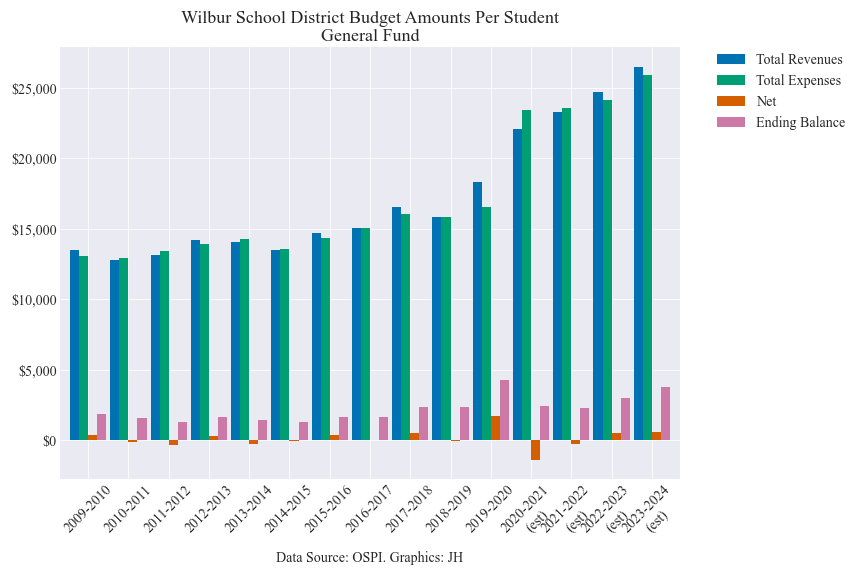 Wilbur School District Budget Amounts Per Student
General Fund
Total Revenues
Total Expenses
Net
Ending Balance
$25,000
$20,000
$15,000
$10,000
$5,000
$0
2009-2010
2010-2011
2011-2012
2012-2013
2013-2014
2014-2015
2015-2016
2016-2017
2017-2018
2018-2019
2019-2020
2020-2021
(est)
2021-2022
(est)
2022-2023
(est)
2023-2024
(est)
Data Source: OSPI. Graphics: JH